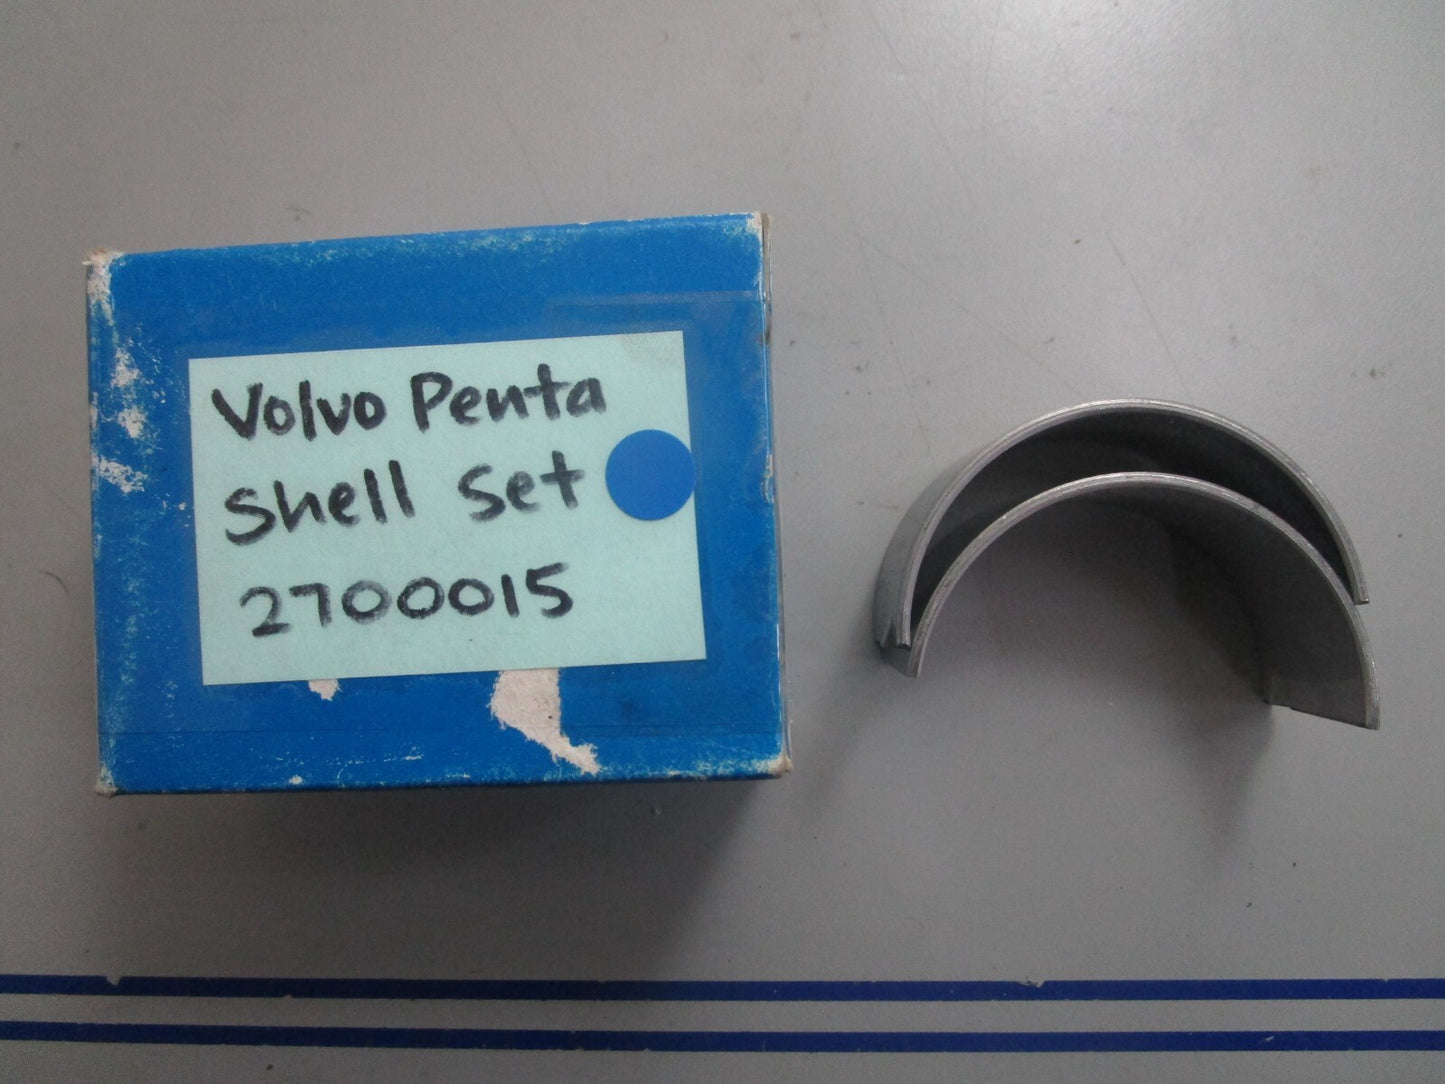 Volvo Penta
Shell Set
2700015